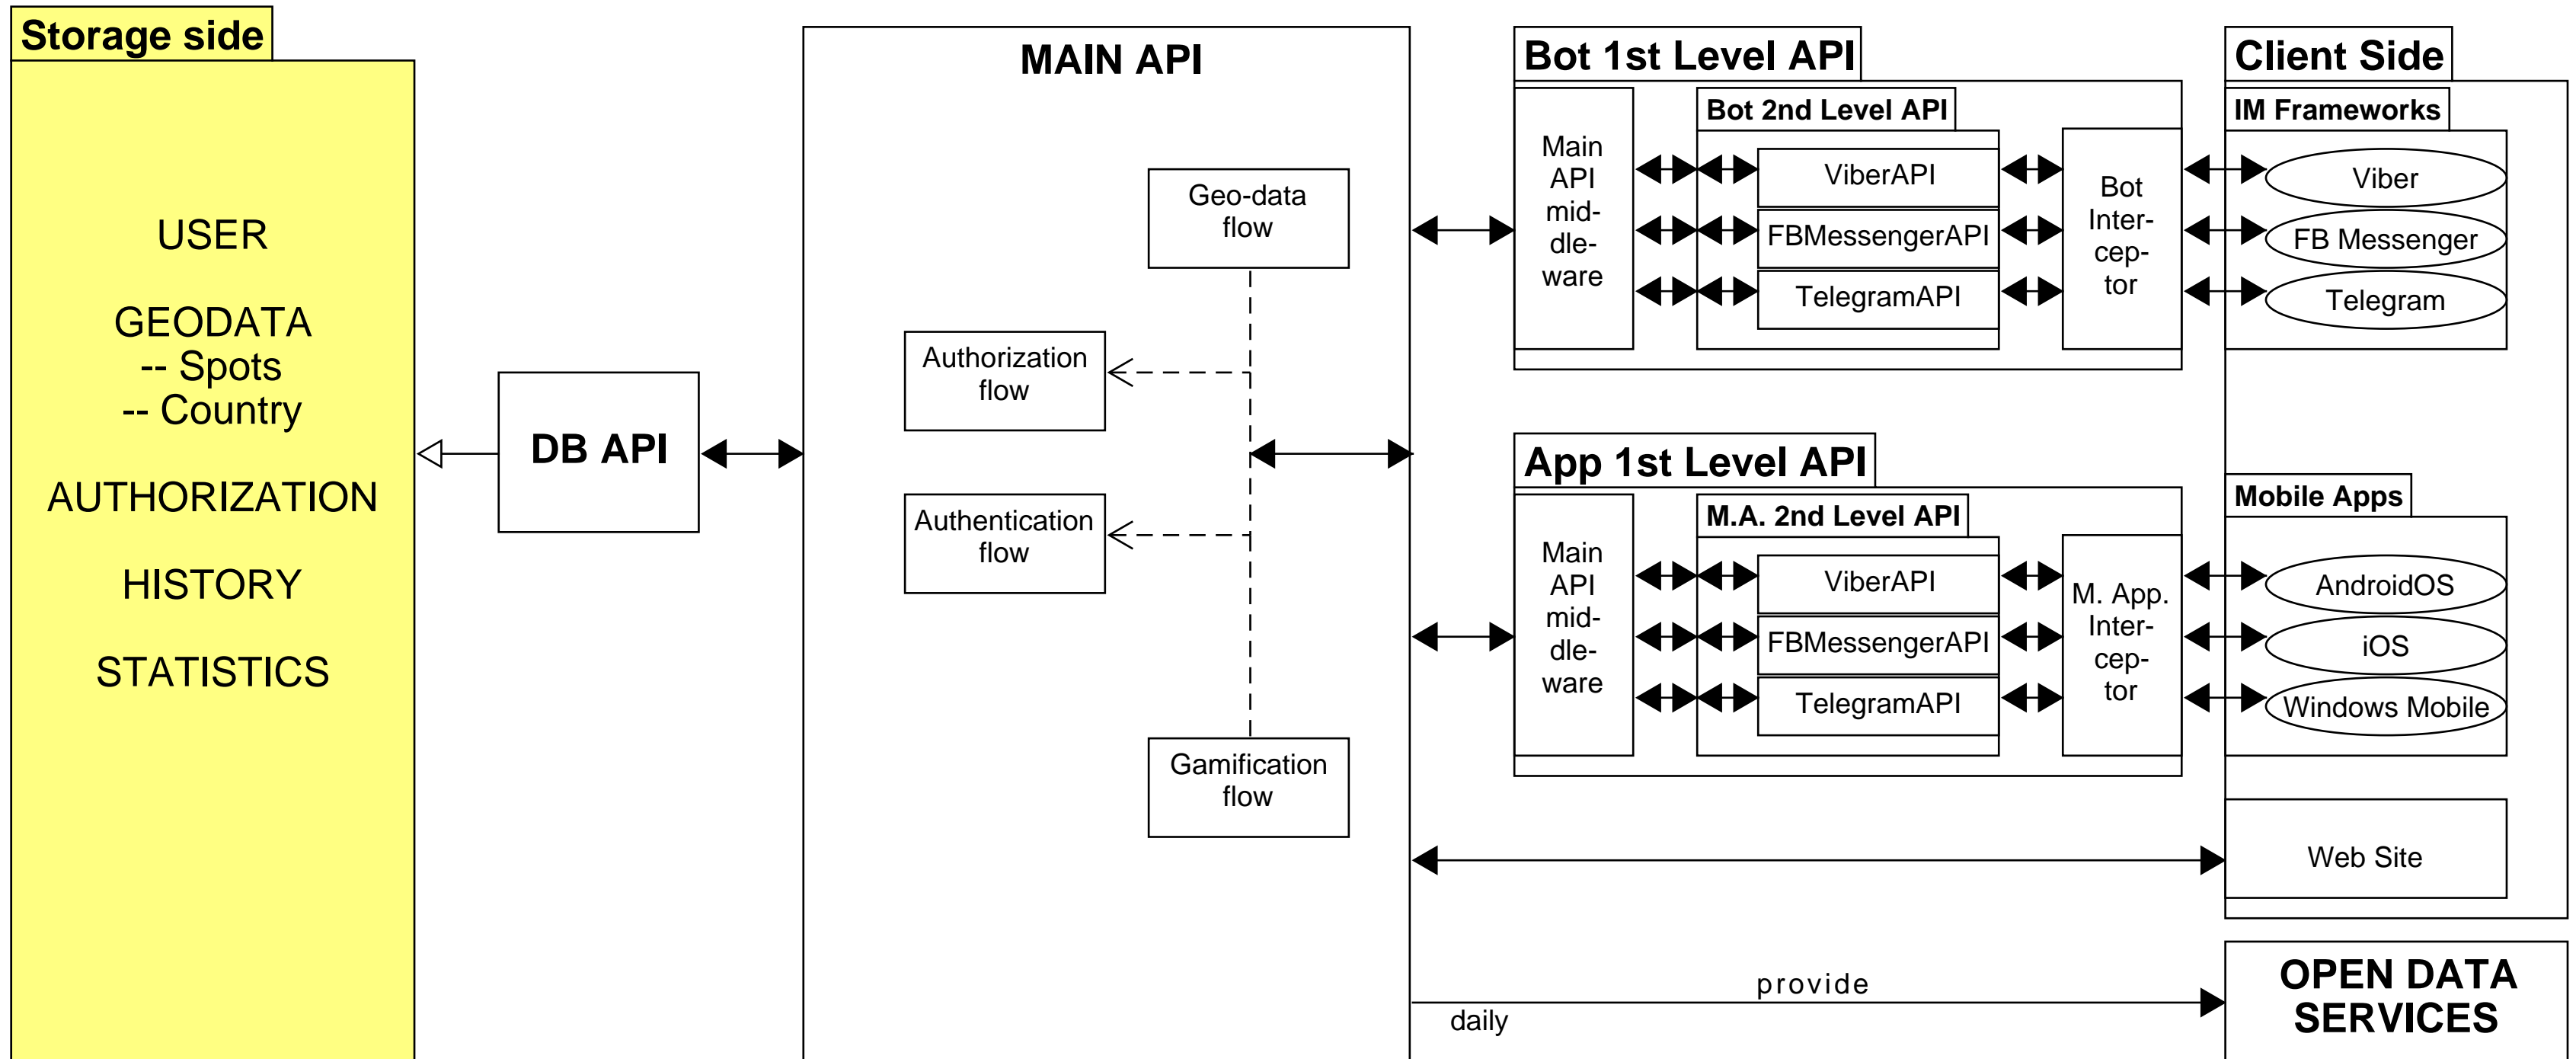 Storage side
USER
GEODATA
-- Spots
-- Country
AUTHORIZATION
HISTORY
STATISTICS
DB API
MAIN API
Geo-data
flow
Authorization
flow
Authentication
flow
Gamification
flow
Bot 1st Level API
Main
API
mid-
dle-
ware
Bot 2nd Level API
ViberAPI
FBMessengerAPI
TelegramAPI
Bot
Inter-
cep-
tor
App 1st Level API
Main
API
mid-
dle-
ware
M.A. 2nd Level API
ViberAPI
FBMessengerAPI
TelegramAPI
M. App.
Inter-
cep-
tor
Client Side
IM Frameworks
Viber
FB Messenger
Telegram
Mobile Apps
AndroidOS
iOS
Windows Mobile
Web Site
provide
daily
OPEN DATA
SERVICES